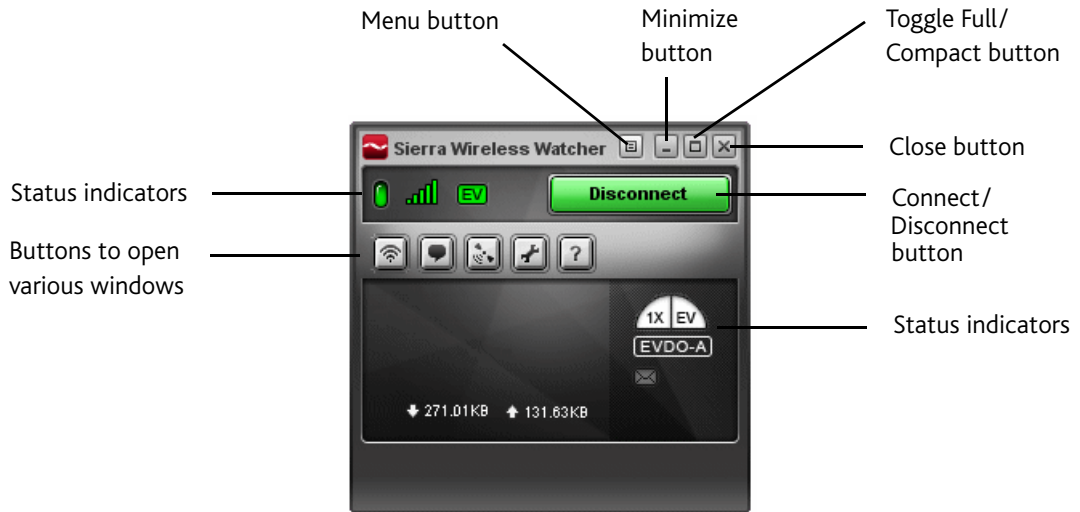 Menu button
Minimize
button
Toggle Full/
Compact button
Sierra Wireless Watcher
Close button
Status indicators
EV
Disconnect
Connect/
Disconnect
button
Buttons to open
various windows
?
1X EV
EVDO-A
Status indicators
271.01KB 131.63KB